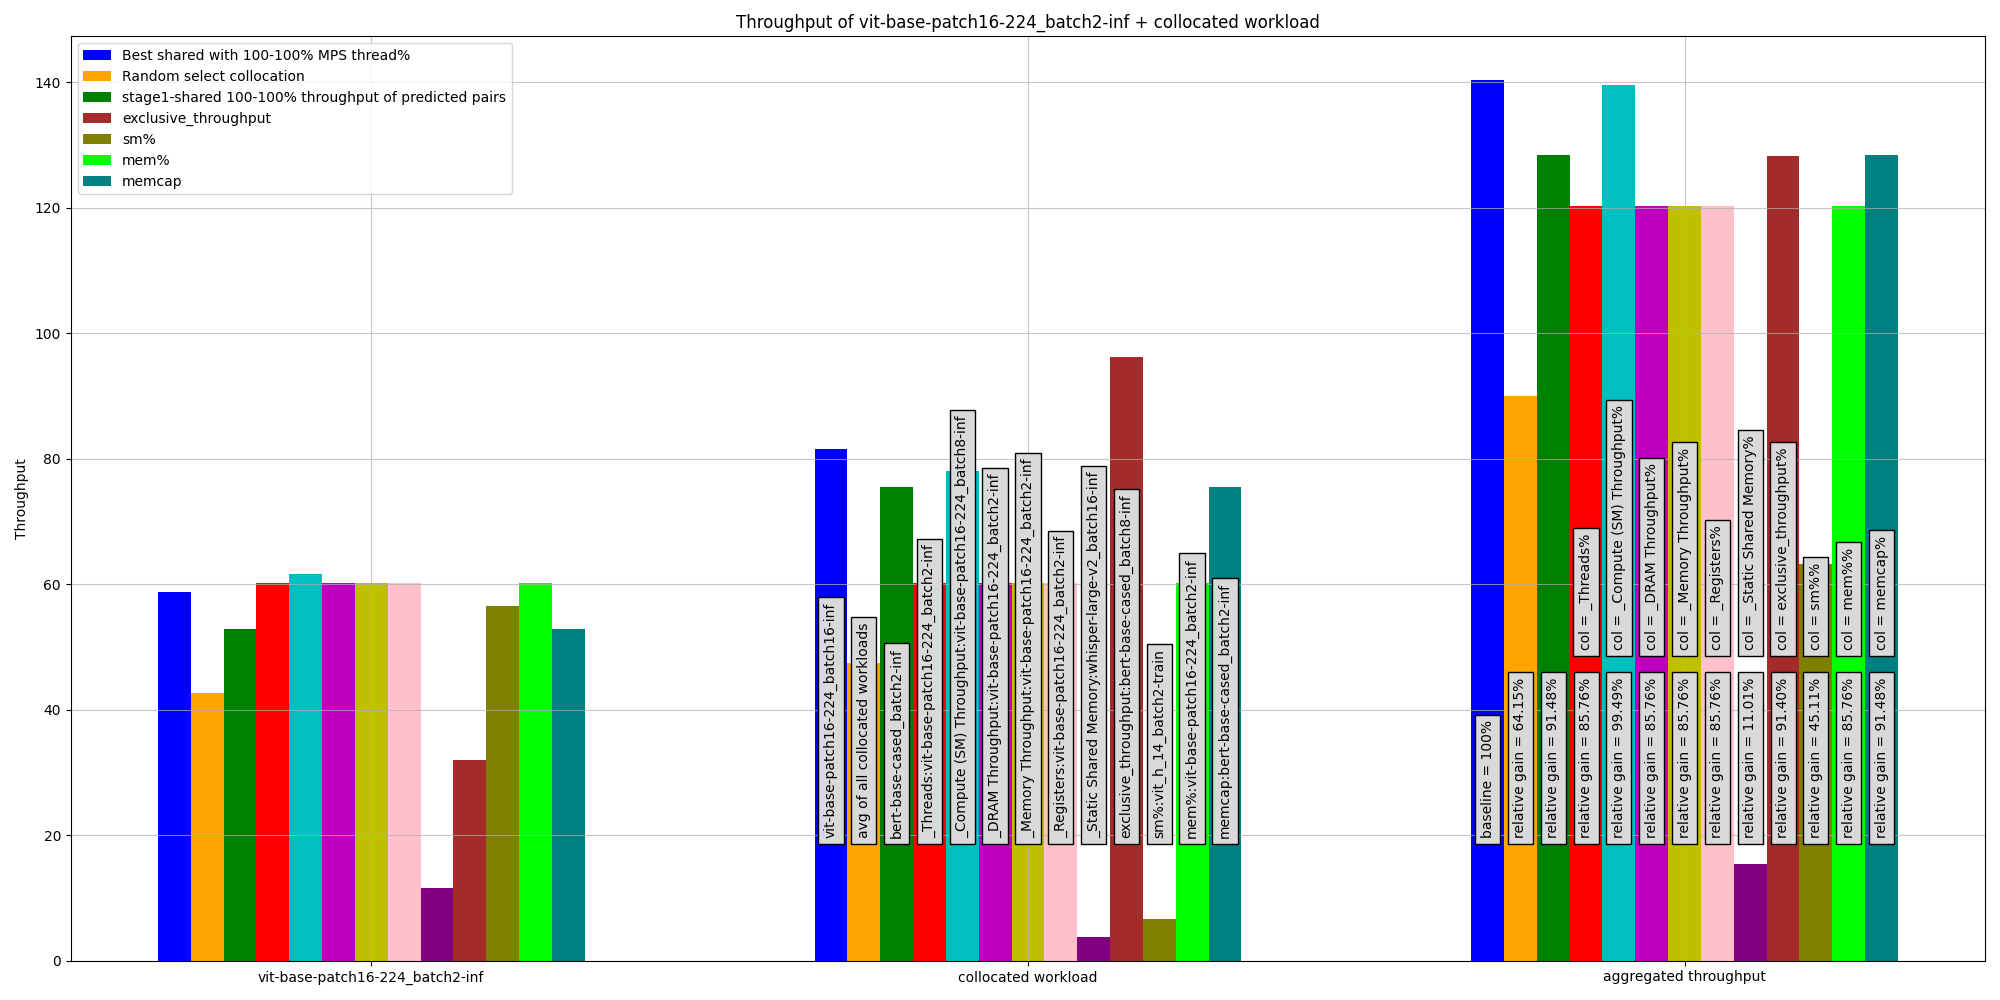 Throughput of vit-base-patch16-224_batch2-inf + collocated workload
Best shared with 100-100% MPS thread%
Random select collocation
stage1-shared 100-100% throughput of predicted pairs
exclusive_throughput
sm%
mem%
memcap
Throughput
140
120
100
80
60
40
20
0
vit-base-patch16-224_batch16-inf
avg of all collocated workloads
bert-base-cased_batch2-inf
_Threads:vit-base-patch16-224_batch2-inf
_Compute (SM) Throughput:vit-base-patch16-224_batch8-inf
_DRAM Throughput:vit-base-patch16-224_batch2-inf
_Memory Throughput:vit-base-patch16-224_batch2-inf
_Registers:vit-base-patch16-224_batch2-inf
_Static Shared Memory:whisper-large-v2_batch16-inf
exclusive_throughput:bert-base-cased_batch8-inf
sm%:vit_h_14_batch2-train
mem%:vit-base-patch16-224_batch2-inf
memcap:bert-base-cased_batch2-inf
col = _Threads%
col = _Compute (SM) Throughput%
col = _DRAM Throughput%
col = _Memory Throughput%
col = _Registers%
col = _Static Shared Memory%
col = exclusive_throughput%
col = sm%%
col = mem%%
col = memcap%
baseline = 100%
relative gain = 64.15%
relative gain = 91.48%
relative gain = 85.76%
relative gain = 99.49%
relative gain = 85.76%
relative gain = 85.76%
relative gain = 85.76%
relative gain = 11.01%
relative gain = 91.40%
relative gain = 45.11%
relative gain = 85.76%
relative gain = 91.48%
vit-base-patch16-224_batch2-inf
collocated workload
aggregated throughput